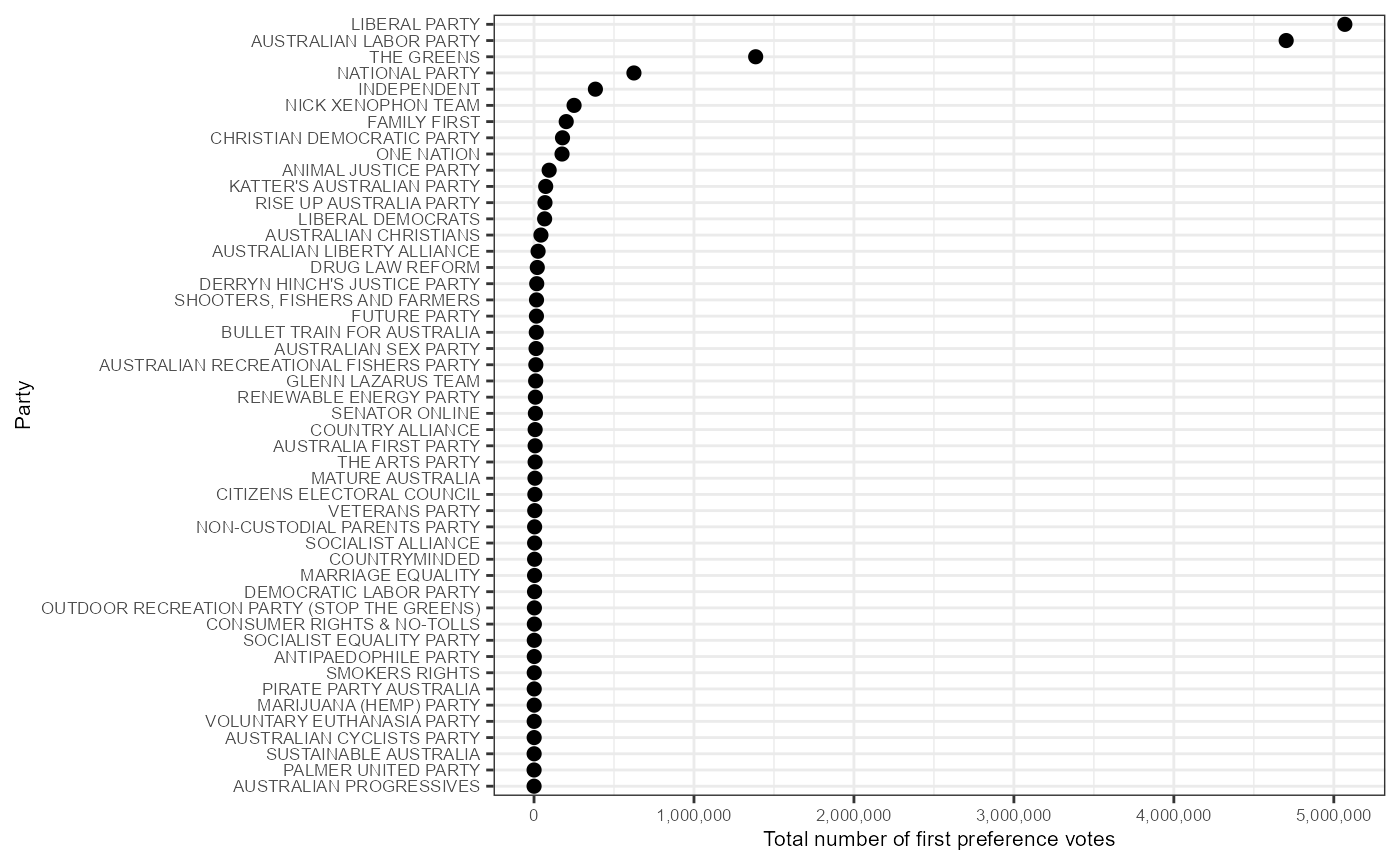 LIBERAL PARTY
AUSTRALIAN LABOR PARTY
THE GREENS
NATIONAL PARTY
INDEPENDENT
NICK XENOPHON TEAM
FAMILY FIRST
CHRISTIAN DEMOCRATIC PARTY
ONE NATION
ANIMAL JUSTICE PARTY
KATTER'S AUSTRALIAN PARTY
RISE UP AUSTRALIA PARTY
LIBERAL DEMOCRATS
AUSTRALIAN CHRISTIANS
AUSTRALIAN LIBERTY ALLIANCE
DRUG LAW REFORM
DERRYN HINCH'S JUSTICE PARTY
SHOOTERS, FISHERS AND FARMERS
FUTURE PARTY
BULLET TRAIN FOR AUSTRALIA
AUSTRALIAN SEX PARTY
AUSTRALIAN RECREATIONAL FISHERS PARTY
GLENN LAZARUS TEAM
RENEWABLE ENERGY PARTY
SENATOR ONLINE
COUNTRY ALLIANCE
AUSTRALIA FIRST PARTY
THE ARTS PARTY
MATURE AUSTRALIA
CITIZENS ELECTORAL COUNCIL
VETERANS PARTY
NON-CUSTODIAL PARENTS PARTY
SOCIALIST ALLIANCE
COUNTRYMINDED
MARRIAGE EQUALITY
DEMOCRATIC LABOR PARTY
OUTDOOR RECREATION PARTY (STOP THE GREENS)
CONSUMER RIGHTS & NO-TOLLS
SOCIALIST EQUALITY PARTY
ANTIPAEDOPHILE PARTY
SMOKERS RIGHTS
PIRATE PARTY AUSTRALIA
MARIJUANA (HEMP) PARTY
VOLUNTARY EUTHANASIA PARTY
AUSTRALIAN CYCLISTS PARTY
SUSTAINABLE AUSTRALIA
PALMER UNITED PARTY
AUSTRALIAN PROGRESSIVES
Party
0 1,000,000 2,000,000 3,000,000 4,000,000 5,000,000
Total number of first preference votes